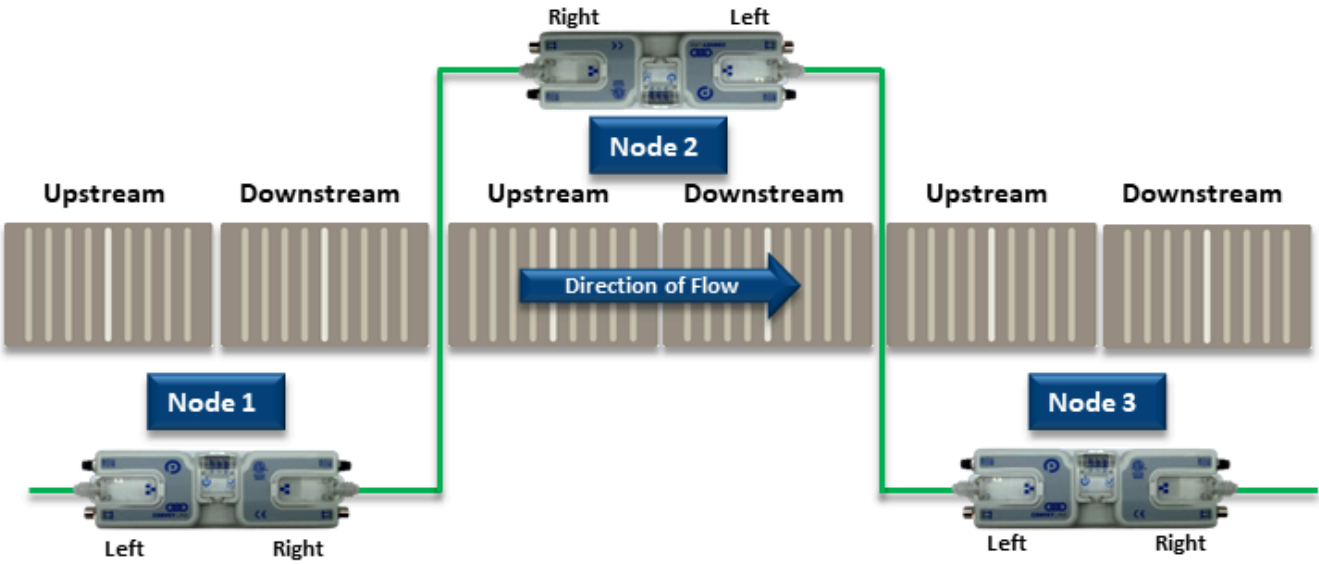 Right Left
Node 2
Upstream Downstream Upstream Downstream Upstream Downstream
Direction of Flow
Node 1 Node 3
Left Right Left Right